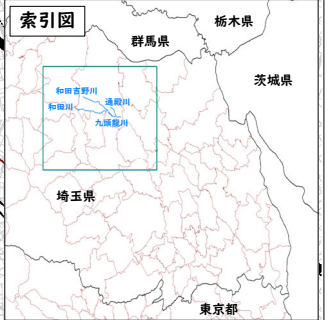 索引図
栃木県
群馬県
茨城県
和田吉野川
通殿川
和田川
九頭龍川
埼玉県
東京都